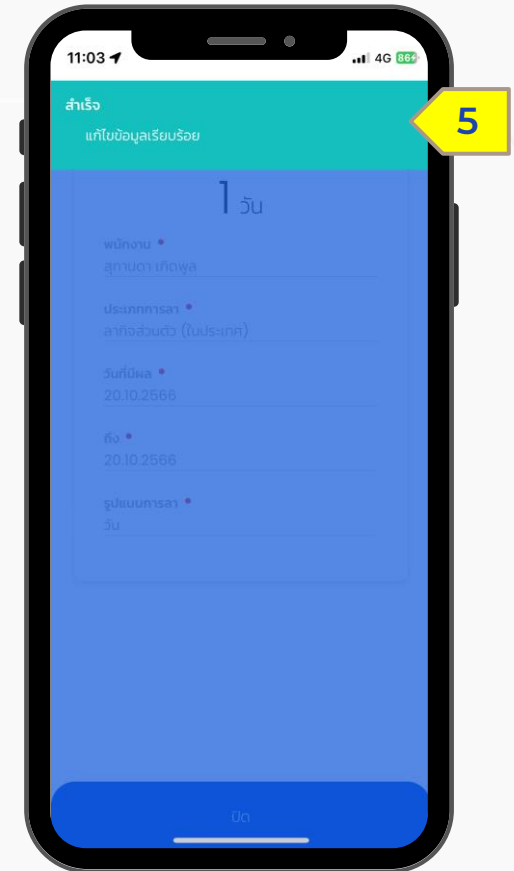 11:03
4G 86
สำเร็จ
5
แก้ไขข้อมูลเรียบร้อย
1 วัน
พนักงาน *
สุกานดา เกิดพูล
ประเภทการลา *
ลากิจส่วนตัว (ในประเทศ)
วันที่มีผล *
20.10.2566
ถึง *
20.10.2566
รูปแบบการลา *
วัน
ปิด